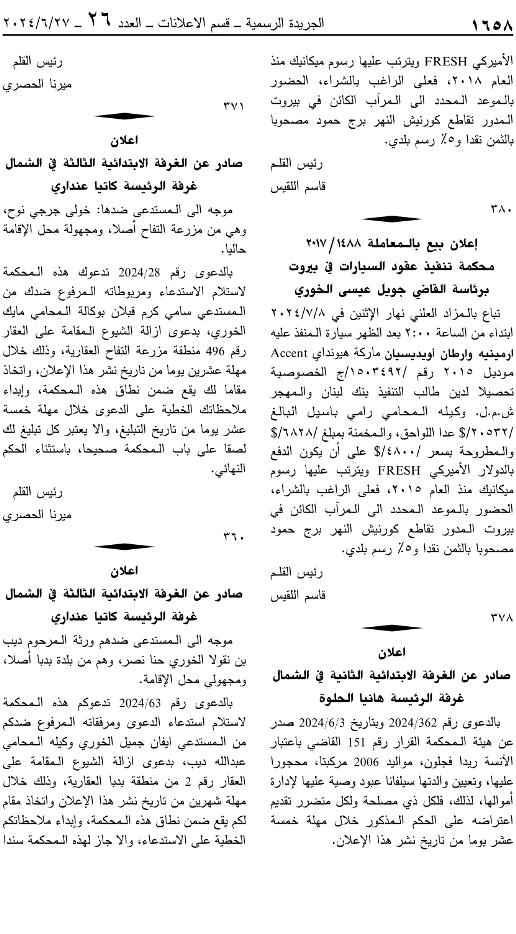 ١٦٥٨
الجريدة الرسمية – قسم الاعلانات – العدد ٢٦ – ٢٠٢٤/٦/٢٧
الأميركي FRESH ويترتب عليها رسوم ميكانيك منذ
العام ٢٠١٨، فعلى الراغب بالشراء، الحضور
بالموعد المحدد الى المرآب الكائن في بيروت
المدور تقاطع كورنيش النهر برج حمود مصحوبا
بالثمن نقدا و٥٪ رسم بلدي.
رئيس القلم
قاسم اللقيس
٣٨٠
إعلان بيع بالمعاملة ٢٠١٧/١٤٨٨
محكمة تنفيذ عقود السيارات في بيروت
برئاسة القاضي جويل عيسى الخوري
تباع بالمزاد العلني نهار الإثنين في ٢٠٢٤/٧/٨
ابتداء من الساعة ٢:٠٠ بعد الظهر سيارة المنفذ عليه
ارمينيه وارطان آويديسيان ماركة هيونداي Accent
موديل ٢٠١٥ رقم /١٥٠٣٤٩٢/ج الخصوصية
تحصيلا لدين طالب التنفيذ بنك لبنان والمهجر
ش.م.ل. وكيله المحامي رامي باسيل البالغ
/٢٠٥٣٢/$ عدا اللواحق، والمخمنة بمبلغ /٦٨٢٨/$
والمطروحة بسعر /٤٨٠٠/$ على أن يكون الدفع
بالدولار الأميركي FRESH ويترتب عليها رسوم
ميكانيك منذ العام ٢٠١٥، فعلى الراغب بالشراء،
الحضور بالموعد المحدد الى المرآب الكائن في
بيروت المدور تقاطع كورنيش النهر برج حمود
مصحوبا بالثمن نقدا و٥٪ رسم بلدي.
رئيس القلم
قاسم اللقيس
٣٧٨
اعلان
صادر عن الغرفة الابتدائية الثانية في الشمال
غرفة الرئيسة هانيا الحلوة
بالدعوى رقم 2024/362 وبتاريخ 2024/6/3 صدر
عن هيئة المحكمة القرار رقم 151 القاضي باعتبار
الآنسة ريدا فجلون، مواليد 2006 مركبتا، محجورا
عليها، وتعيين والدتها سيلفانا عبود وصية عليها لإدارة
أموالها، لذلك، فلكل ذي مصلحة ولكل متضرر تقديم
اعتراضه على الحكم المذكور خلال مهلة خمسة
عشر يوما من تاريخ نشر هذا الإعلان.
رئيس القلم
ميرنا الحصري
٣٧١
اعلان
صادر عن الغرفة الابتدائية الثالثة في الشمال
غرفة الرئيسة كاتيا عنداري
موجه الى المستدعى ضدها: خولى جرجي نوح،
وهي من مزرعة التفاح أصلا، ومجهولة محل الإقامة
حاليا.
بالدعوى رقم 2024/28 تدعوك هذه المحكمة
لاستلام الاستدعاء ومربوطاته المرفوع ضدك من
المستدعي سامي كرم قبلان بوكالة المحامي مايك
الخوري، بدعوى ازالة الشيوع المقامة على العقار
رقم 496 منطقة مزرعة التفاح العقارية، وذلك خلال
مهلة عشرين يوما من تاريخ نشر هذا الإعلان، واتخاذ
مقاما لك يقع ضمن نطاق هذه المحكمة، وإبداء
ملاحظاتك الخطية على الدعوى خلال مهلة خمسة
عشر يوما من تاريخ التبليغ، وإلا يعتبر كل تبليغ لك
لصقا على باب المحكمة صحيحا، باستثناء الحكم
النهائي.
رئيس القلم
ميرنا الحصري
٣٦٠
اعلان
صادر عن الغرفة الابتدائية الثالثة في الشمال
غرفة الرئيسة كاتيا عنداري
موجه الى المستدعى ضدهم ورثة المرحوم ديب
بن نقولا الخوري حنا نصر، وهم من بلدة بدبا أصلا،
ومجهولي محل الإقامة.
بالدعوى رقم 2024/63 تدعوكم هذه المحكمة
لاستلام استدعاء الدعوى ومرفقاته المرفوع ضدكم
من المستدعي ايفان جميل الخوري وكيله المحامي
عبدالله ديب، بدعوى ازالة الشيوع المقامة على
العقار رقم 2 من منطقة بدبا العقارية، وذلك خلال
مهلة شهرين من تاريخ نشر هذا الإعلان واتخاذ مقام
لكم يقع ضمن نطاق هذه المحكمة، وإبداء ملاحظاتكم
الخطية على الاستدعاء، والا جاز لهذه المحكمة سندا